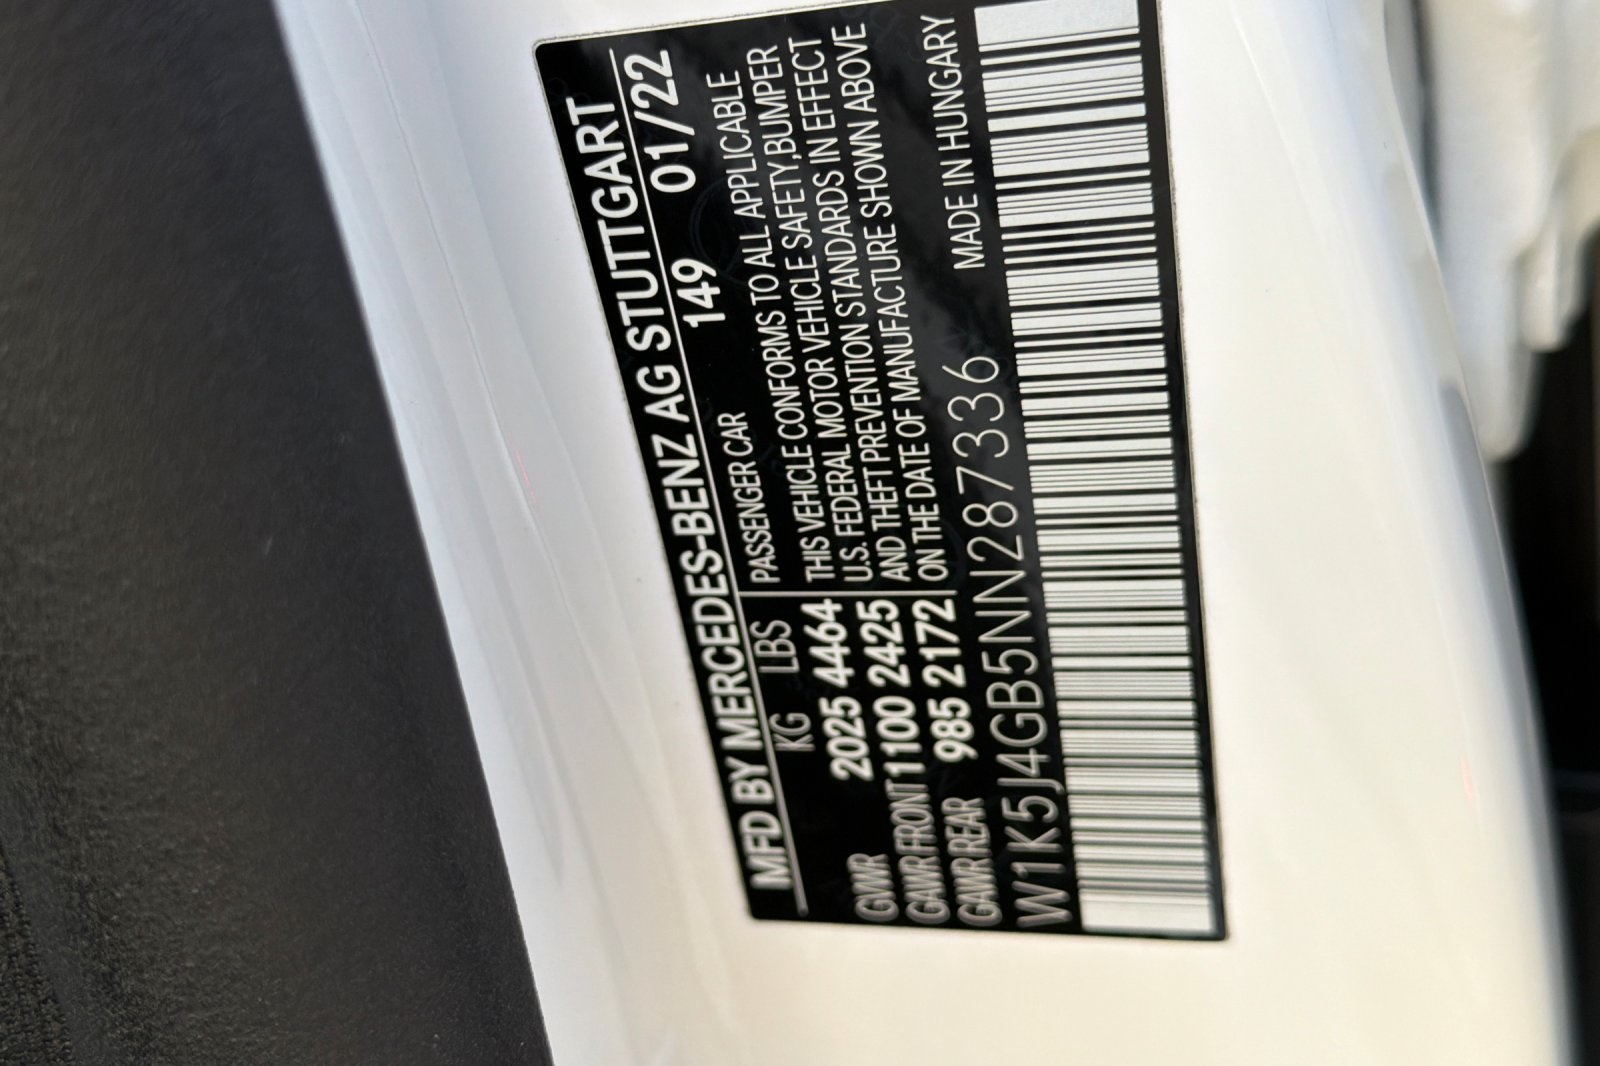 MFD BY MERCEDES-BENZ AG STUTTGART
149 01/22
KG LBS
GVWR 2025 4464
GAWR FRONT 1100 2425
GAWR REAR 985 2172
PASSENGER CAR
THIS VEHICLE CONFORMS TO ALL APPLICABLE
U.S. FEDERAL MOTOR VEHICLE SAFETY,BUMPER
AND THEFT PREVENTION STANDARDS IN EFFECT
ON THE DATE OF MANUFACTURE SHOWN ABOVE
W1K5J4GB5NN287336
MADE IN HUNGARY